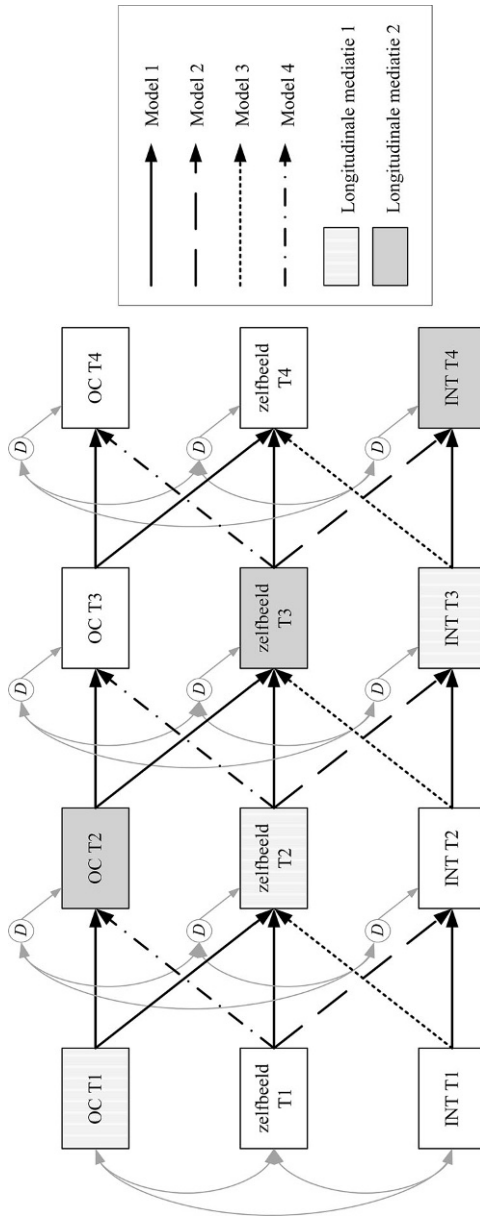 D
D
D
OC T1
OC T2
OC T3
OC T4
D
D
D
zelfbeeld
T1
zelfbeeld
T2
zelfbeeld
T3
zelfbeeld
T4
D
D
D
INT T1
INT T2
INT T3
INT T4
Model 1
Model 2
Model 3
Model 4
Longitudinale mediatie 1
Longitudinale mediatie 2